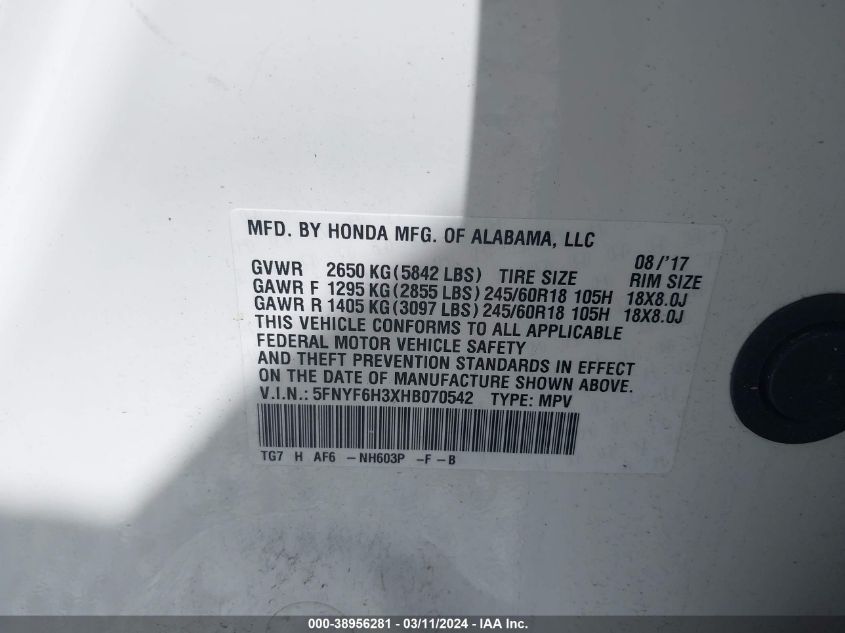 MFD. BY HONDA MFG. OF ALABAMA, LLC
08/'17
GVWR 2650 KG(5842 LBS) TIRE SIZE RIM SIZE
GAWR F 1295 KG(2855 LBS) 245/60R18 105H 18X8.0J
GAWR R 1405 KG(3097 LBS) 245/60R18 105H 18X8.0J
THIS VEHICLE CONFORMS TO ALL APPLICABLE
FEDERAL MOTOR VEHICLE SAFETY
AND THEFT PREVENTION STANDARDS IN EFFECT
ON THE DATE OF MANUFACTURE SHOWN ABOVE.
V.I.N.: 5FNYF6H3XHB070542 TYPE: MPV
TG7 H AF6 -NH603P -F-B
000-38956281 - 03/11/2024 - IAA Inc.